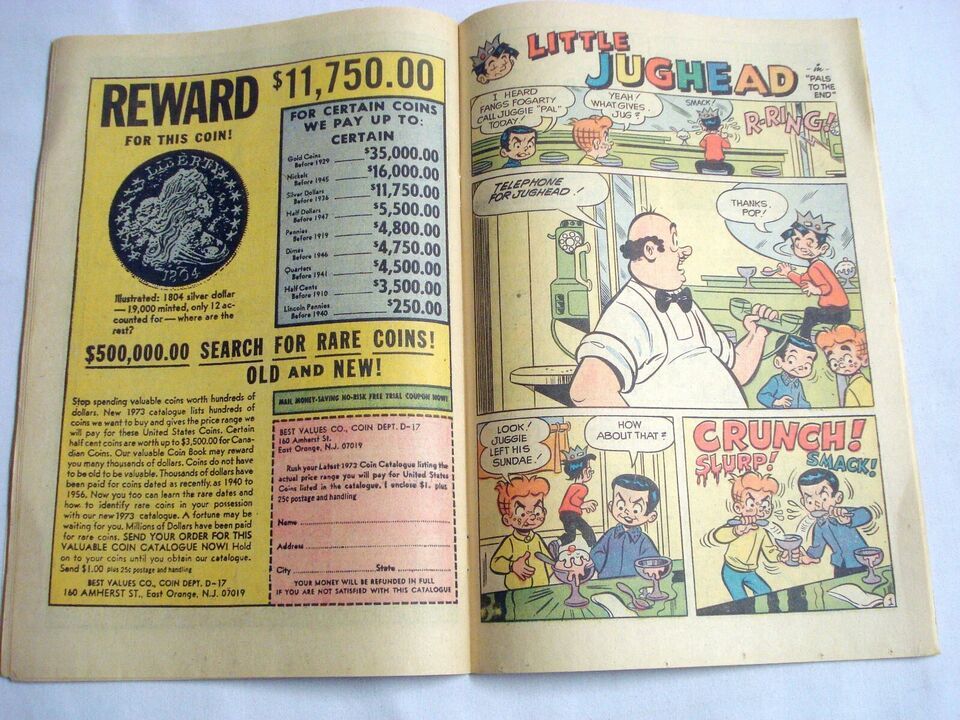 REWARD $11,750.00
FOR THIS COIN!
LIBERTY
1804
Illustrated: 1804 silver dollar
— 19,000 minted, only 12 ac-
counted for — where are the
rest?
FOR CERTAIN COINS
WE PAY UP TO:
CERTAIN
Gold Coins
Before 1929 $35,000.00
Nickels
Before 1945 $16,000.00
Silver Dollars
Before 1936 $11,750.00
Half Dollars
Before 1947 $5,500.00
Pennies
Before 1919 $4,800.00
Dimes
Before 1946 $4,750.00
Quarters
Before 1941 $4,500.00
Half Cents
Before 1910 $3,500.00
Lincoln Pennies
Before 1940 $250.00
$500,000.00 SEARCH FOR RARE COINS!
OLD AND NEW!
Stop spending valuable coins worth hundreds of
dollars. New 1973 catalogue lists hundreds of
coins we want to buy and gives the price range we
will pay for these United States Coins. Certain
half cent coins are worth up to $3,500.00 for Cana-
dian Coins. Our valuable Coin Book may reward
you many thousands of dollars. Coins do not have
to be old to be valuable. Thousands of dollars have
been paid for coins dated as recently as 1940 to
1956. Now you too can learn the rare dates and
how to identify rare coins in your possession
with our new 1973 catalogue. A fortune may be
waiting for you. Millions of Dollars have been paid
for rare coins. SEND YOUR ORDER FOR THIS
VALUABLE COIN CATALOGUE NOW! Hold
on to your coins until you obtain our catalogue.
Send $1.00 plus 25¢ postage and handling
BEST VALUES CO., COIN DEPT. D-17
160 AMHERST ST., East Orange, N.J. 07019
MAIL MONEY-SAVING NO-RISK FREE TRIAL COUPON NOW!
BEST VALUES CO., COIN DEPT. D-17
160 Amherst St.
East Orange, N.J. 07019
Rush your Latest 1973 Coin Catalogue listing the
actual price range you will pay for United States
Coins listed in the catalogue. I enclose $1. plus
25¢ postage and handling
Name
Address
City State
YOUR MONEY WILL BE REFUNDED IN FULL
IF YOU ARE NOT SATISFIED WITH THIS CATALOGUE
LITTLE
JUGHEAD
-in-
"PALS
TO THE
END"
I HEARD
FANGS FOGARTY
CALL JUGGIE "PAL"
TODAY!
YEAH!
WHAT GIVES,
JUG?
SMACK!
R-RING!
TELEPHONE
FOR JUGHEAD!
THANKS,
POP!
LOOK!
JUGGIE
LEFT HIS
SUNDAE!
HOW
ABOUT THAT?
CRUNCH!
SLURP!
SMACK!
1